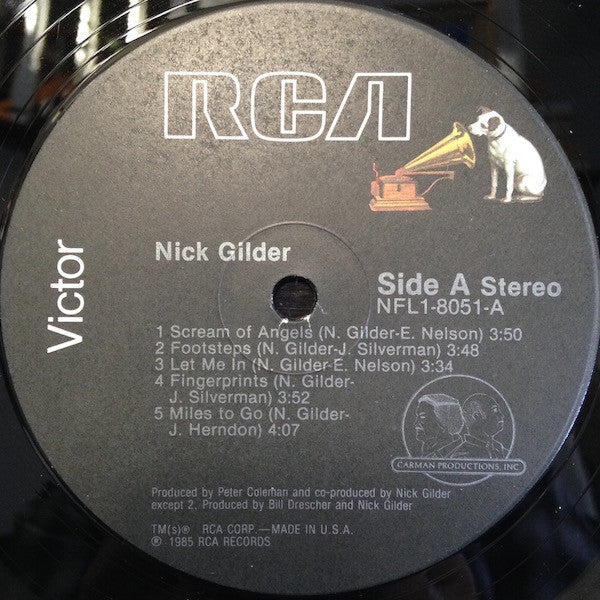 RCA
Victor
Nick Gilder
Side A Stereo
NFL1-8051-A
1 Scream of Angels (N. Gilder-E. Nelson) 3:50
2 Footsteps (N. Gilder-J. Silverman) 3:48
3 Let Me In (N. Gilder-E. Nelson) 3:34
4 Fingerprints (N. Gilder-
J. Silverman) 3:52
5 Miles to Go (N. Gilder-
J. Herndon) 4:07
CARMAN PRODUCTIONS, INC
Produced by Peter Coleman and co-produced by Nick Gilder
except 2. Produced by Bill Drescher and Nick Gilder
TM(s)® RCA CORP.—MADE IN U.S.A.
℗ 1985 RCA RECORDS